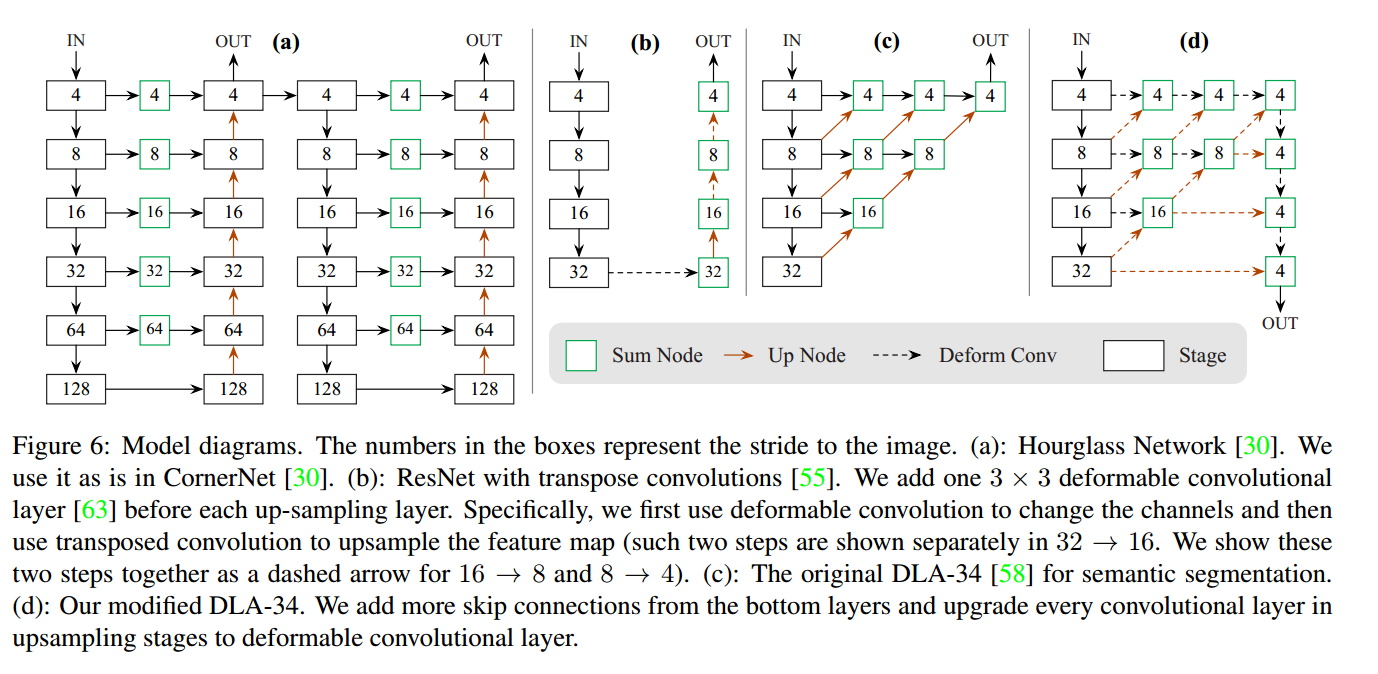 IN OUT (a) OUT IN (b) OUT IN (c) OUT IN (d)
4 4 4 4 4 4 4 4 4 4 4 4 4 4 4 4
8 8 8 8 8 8 8 8 8 8 8 8 8 8 4
16 16 16 16 16 16 16 16 16 16 16 16 4
32 32 32 32 32 32 32 32 32 32 4
64 64 64 64 64 64 OUT
Sum Node Up Node Deform Conv Stage
128 128 128 128
Figure 6: Model diagrams. The numbers in the boxes represent the stride to the image. (a): Hourglass Network [30]. We
use it as is in CornerNet [30]. (b): ResNet with transpose convolutions [55]. We add one 3 × 3 deformable convolutional
layer [63] before each up-sampling layer. Specifically, we first use deformable convolution to change the channels and then
use transposed convolution to upsample the feature map (such two steps are shown separately in 32 → 16. We show these
two steps together as a dashed arrow for 16 → 8 and 8 → 4). (c): The original DLA-34 [58] for semantic segmentation.
(d): Our modified DLA-34. We add more skip connections from the bottom layers and upgrade every convolutional layer in
upsampling stages to deformable convolutional layer.